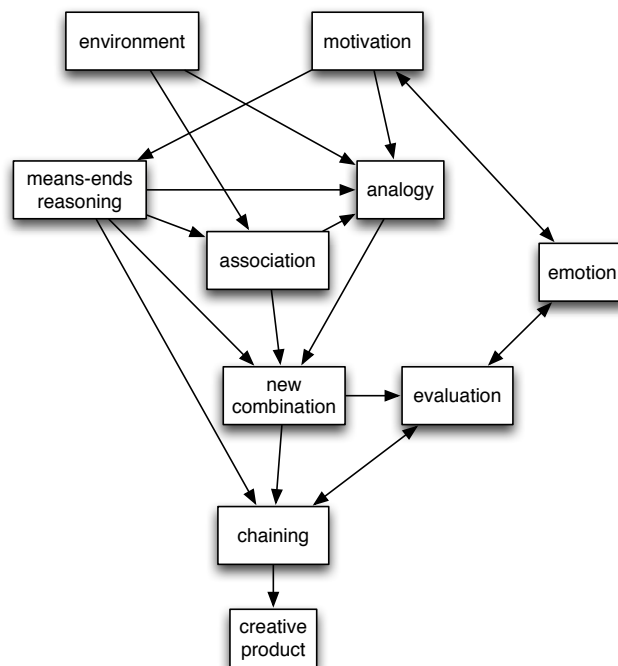 environment
motivation
means-ends
reasoning
analogy
association
emotion
new
combination
evaluation
chaining
creative
product